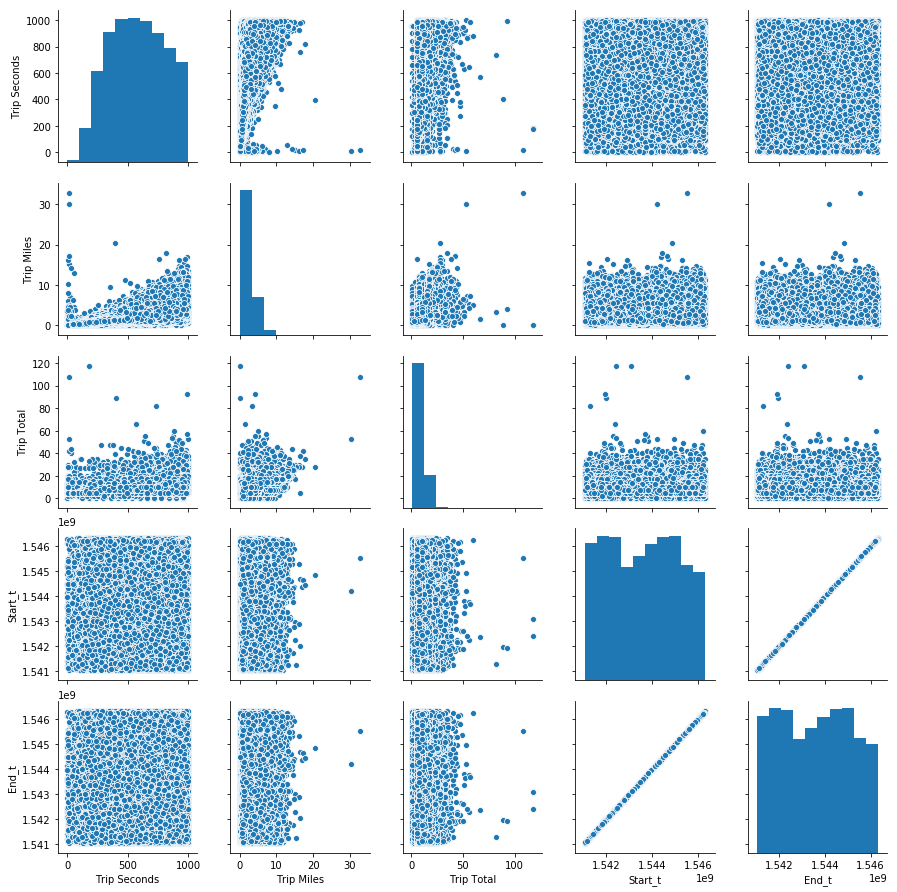 1000
800
600
400
200
0
Trip Seconds
30
20
10
0
Trip Miles
120
100
80
60
40
20
0
Trip Total
1e9
1.546
1.545
1.544
1.543
1.542
1.541
Start_t
1e9
1.546
1.545
1.544
1.543
1.542
1.541
End_t
0 500 1000
Trip Seconds
0 10 20 30
Trip Miles
0 50 100
Trip Total
1.542 1.544 1.546
Start_t 1e9
1.542 1.544 1.546
End_t 1e9